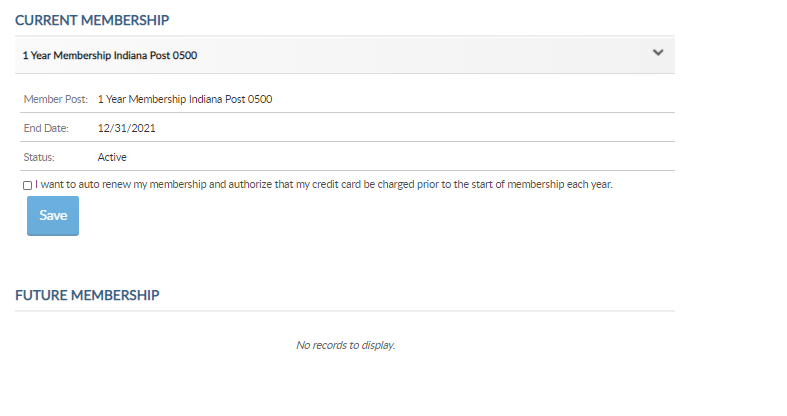 CURRENT MEMBERSHIP
1 Year Membership Indiana Post 0500
Member Post: 1 Year Membership Indiana Post 0500
End Date: 12/31/2021
Status: Active
I want to auto renew my membership and authorize that my credit card be charged prior to the start of membership each year.
Save
FUTURE MEMBERSHIP
No records to display.